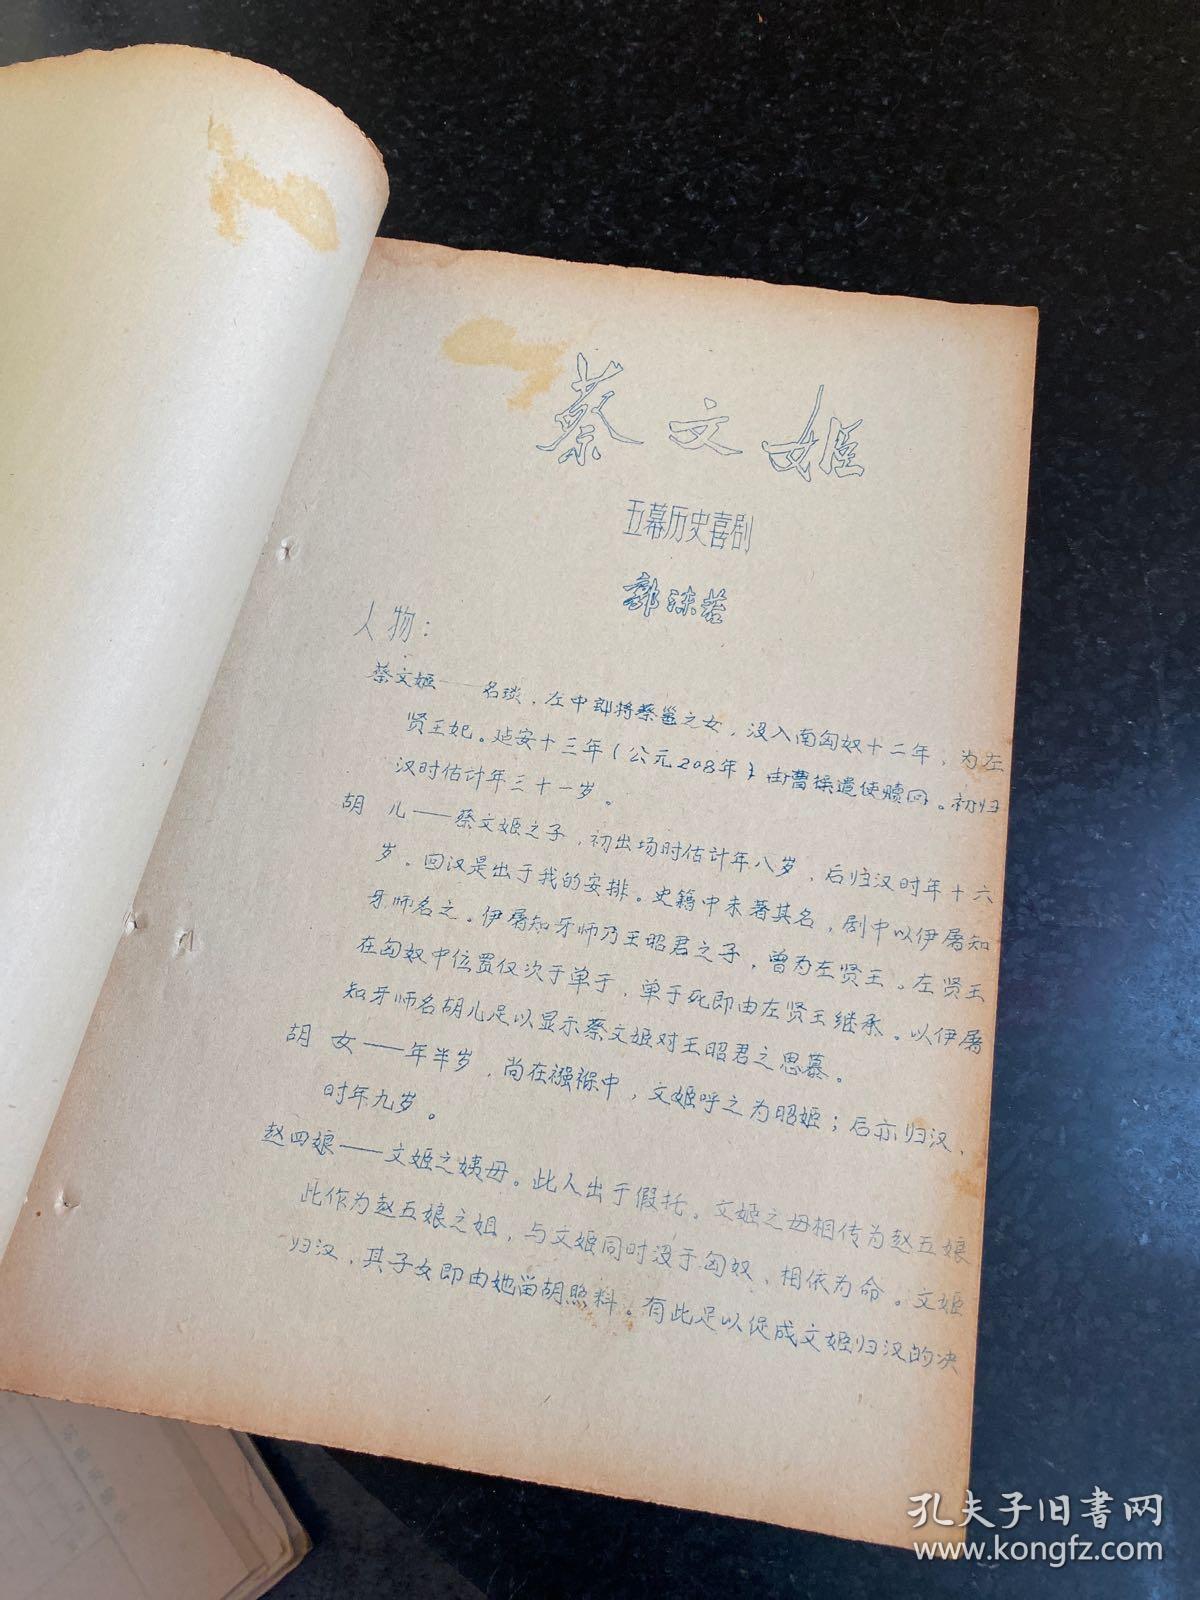 蔡文姬
五幕历史喜剧
郭沫若
人物：
蔡文姬——名琰，左中郎将蔡邕之女，没入南匈奴十二年，为左
贤王妃。建安十三年（公元208年）由曹操遣使赎回。初归
汉时估计年三十一岁。
胡 儿——蔡文姬之子，初出场时估计年八岁，后归汉时年十六
岁。回汉是出于我的安排。史籍中未著其名，剧中以伊屠知
牙师名之。伊屠知牙师乃王昭君之子，曾为左贤王。左贤王
在匈奴中位置仅次于单于，单于死即由左贤王继承。以伊屠
知牙师名胡儿足以显示蔡文姬对王昭君之思慕。
胡 女——年半岁，尚在襁褓中，文姬呼之为昭姬；后亦归汉，
时年九岁。
赵四娘——文姬之姨母。此人出于假托。文姬之母相传为赵五娘
此作为赵五娘之姐，与文姬同时没于匈奴，相依为命。文姬
归汉，其子女即由她留胡照料。有此足以促成文姬归汉的决
孔夫子旧书网
www.kongfz.com